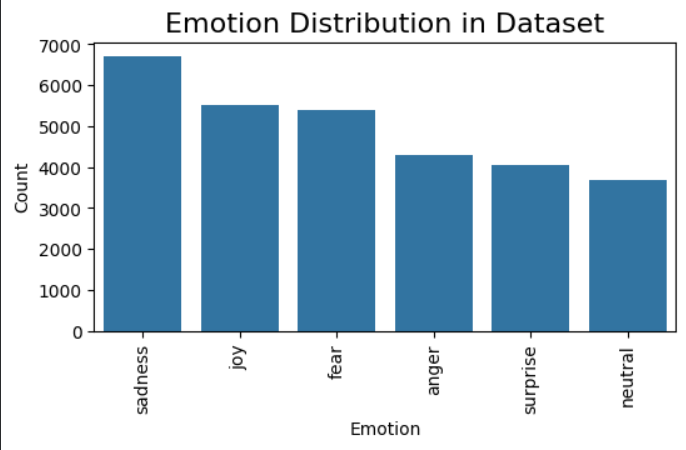 Emotion Distribution in Dataset
7000
6000
5000
4000
3000
2000
1000
0
Count
sadness
joy
fear
anger
surprise
neutral
Emotion